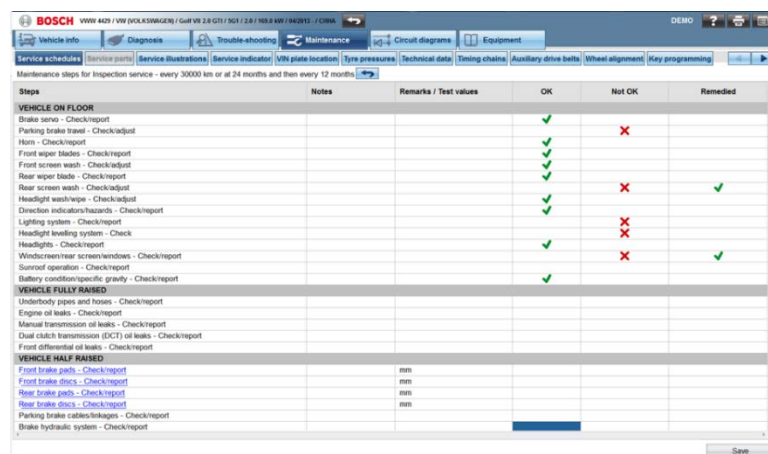 BOSCH VWW 4429 / VW (VOLKSWAGEN) / Golf VII 2.0 GTI / 5G1 / 2.0 / 169.0 kW / 04/2013 - / CHHA DEMO ?
Vehicle info Diagnosis Trouble-shooting Maintenance Circuit diagrams Equipment
Service schedules Service parts Service illustrations Service indicator VIN plate location Tyre pressures Technical data Timing chains Auxiliary drive belts Wheel alignment Key programming
Maintenance steps for Inspection service - every 30000 km or at 24 months and then every 12 months
Steps Notes Remarks / Test values OK Not OK Remedied
VEHICLE ON FLOOR
Brake servo - Check/report
Parking brake travel - Check/adjust
Horn - Check/report
Front wiper blades - Check/report
Front screen wash - Check/adjust
Rear wiper blade - Check/report
Rear screen wash - Check/adjust
Headlight wash/wipe - Check/adjust
Direction indicators/hazards - Check/report
Lighting system - Check/report
Headlight leveling system - Check
Headlights - Check/report
Windscreen/rear screen/windows - Check/report
Sunroof operation - Check/report
Battery condition/specific gravity - Check/report
VEHICLE FULLY RAISED
Underbody pipes and hoses - Check/report
Engine oil leaks - Check/report
Manual transmission oil leaks - Check/report
Dual clutch transmission (DCT) oil leaks - Check/report
Front differential oil leaks - Check/report
VEHICLE HALF RAISED
Front brake pads - Check/report mm
Front brake discs - Check/report mm
Rear brake pads - Check/report mm
Rear brake discs - Check/report mm
Parking brake cables/linkages - Check/report
Brake hydraulic system - Check/report
Save